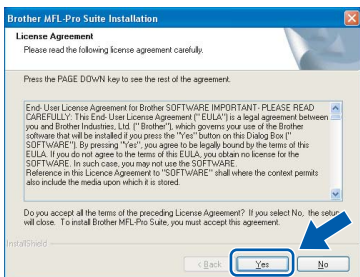 Brother MFL-Pro Suite Installation
License Agreement
Please read the following license agreement carefully.
Press the PAGE DOWN key to see the rest of the agreement.
End- User License Agreement for Brother SOFTWARE IMPORTANT- PLEASE READ
CAREFULLY: This End- User License Agreement (" EULA") is a legal agreement between
you and Brother Industries, Ltd. (" Brother"), which governs your use of the Brother
software that will be installed if you press the "Yes" button on this Dialog Box ("
SOFTWARE"). By pressing "Yes", you agree to be legally bound by the terms of this
EULA. If you do not agree to the terms of this EULA, you obtain no license for the
SOFTWARE. In such case, you may not use the SOFTWARE.
Reference in this Licence Agreement to "SOFTWARE" shall where the context permits
also include the media upon which it is stored.
Do you accept all the terms of the preceding License Agreement? If you select No, the setup
will close. To install Brother MFL-Pro Suite, you must accept this agreement.
InstallShield
< Back Yes No